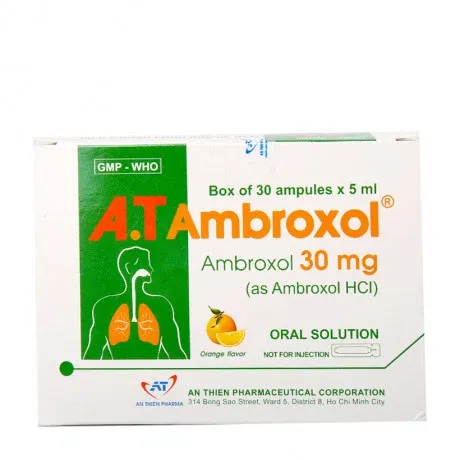 GMP - WHO
Box of 30 ampules x 5 ml
A.T Ambroxol®
Ambroxol 30 mg
(as Ambroxol HCl)
Orange flavor
ORAL SOLUTION
NOT FOR INJECTION
AT
AN THIEN PHARMA
AN THIEN PHARMACEUTICAL CORPORATION
314 Bong Sao Street, Ward 5, District 8, Ho Chi Minh City